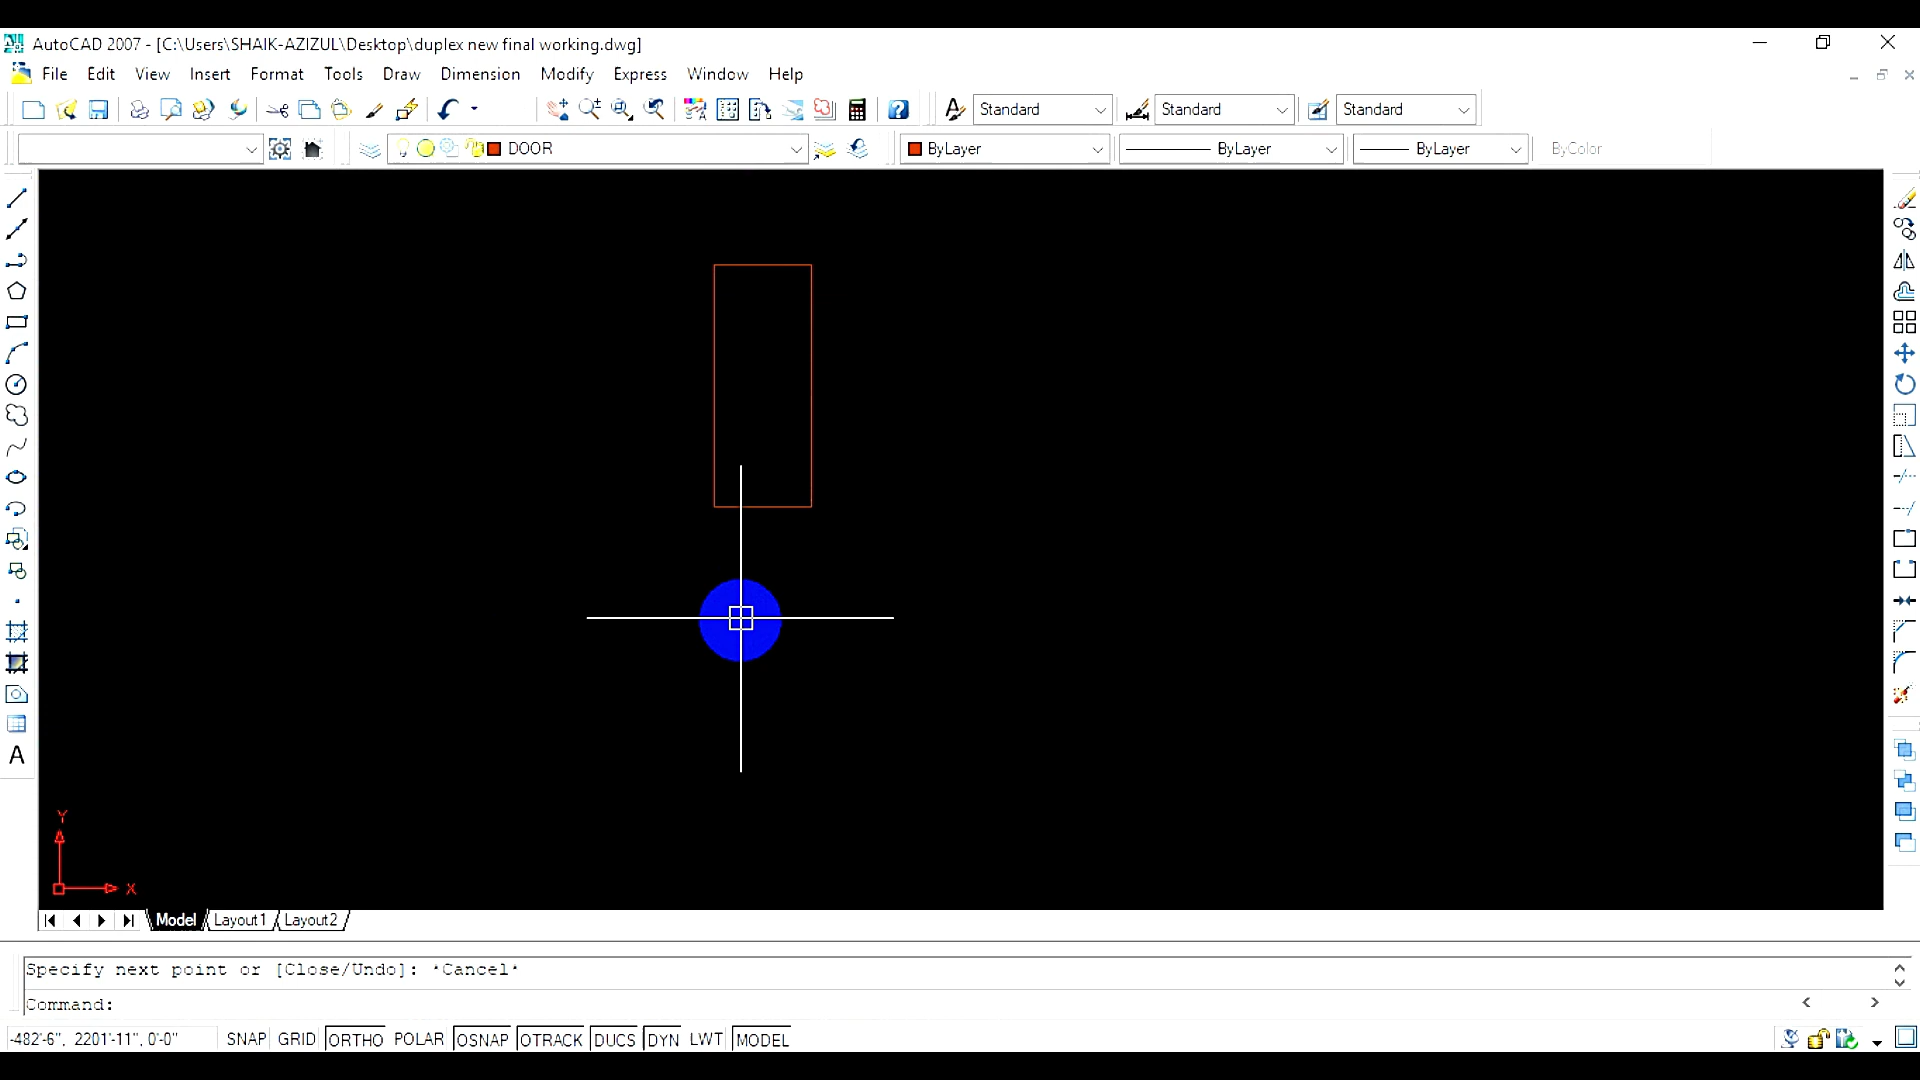 AutoCAD 2007 - [C:\Users\SHAIK-AZIZUL\Desktop\duplex new final working.dwg]
File Edit View Insert Format Tools Draw Dimension Modify Express Window Help
Standard Standard Standard
DOOR ByLayer ByLayer ByLayer ByColor
A
Y
X
Model Layout1 Layout2
Specify next point or [Close/Undo]: *Cancel*
Command:
-482'-6", 2201'-11", 0'-0" SNAP GRID ORTHO POLAR OSNAP OTRACK DUCS DYN LWT MODEL